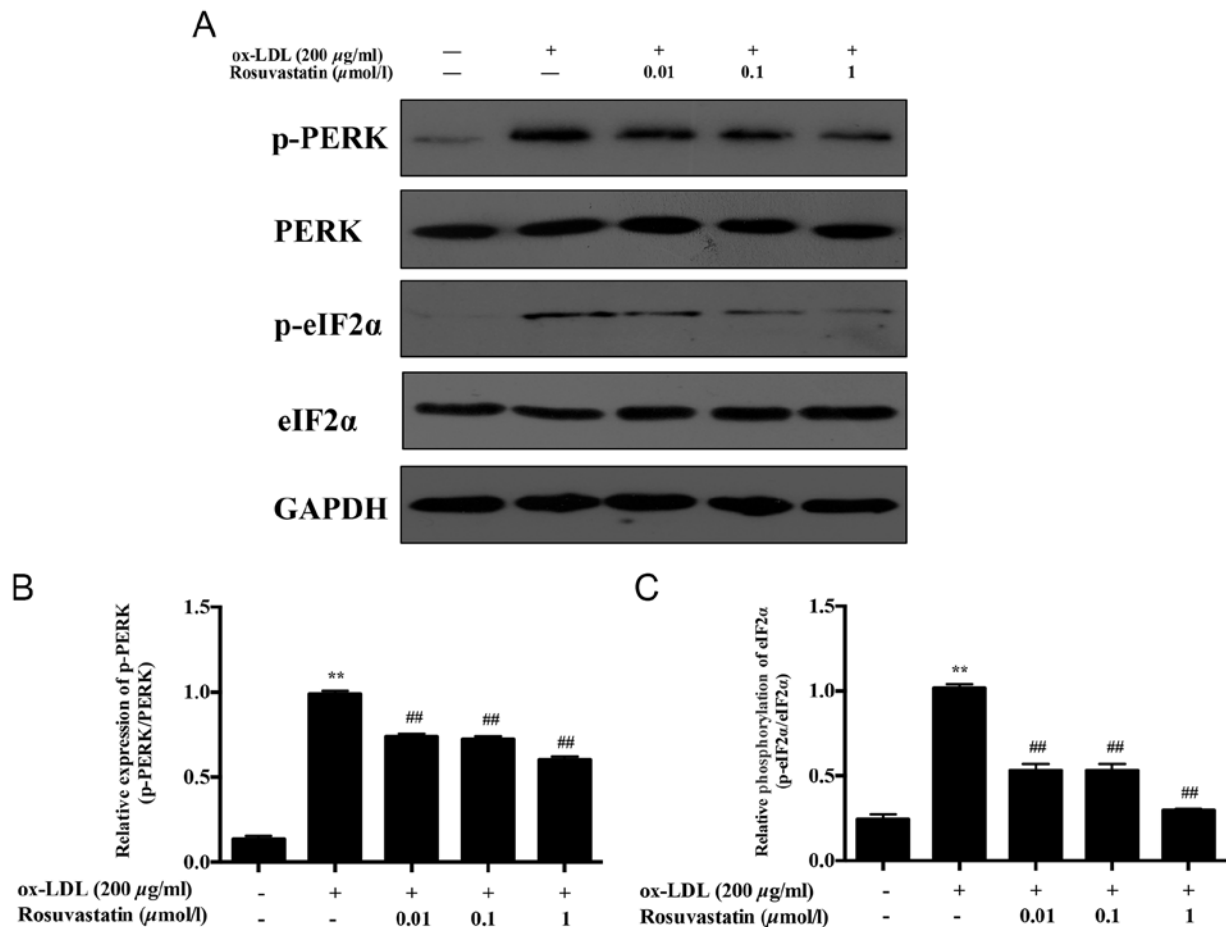 A
ox-LDL (200 µg/ml) — + + + +
Rosuvastatin (µmol/l) — — 0.01 0.1 1
p-PERK
PERK
p-eIF2α
eIF2α
GAPDH
B
Relative expression of p-PERK
(p-PERK/PERK)
1.5
1.0
0.5
0.0
**
##
##
##
ox-LDL (200 µg/ml) - + + + +
Rosuvastatin (µmol/l) - - 0.01 0.1 1
C
Relative phosphorylation of eIF2α
(p-eIF2α/eIF2α)
1.5
1.0
0.5
0.0
**
##
##
##
ox-LDL (200 µg/ml) - + + + +
Rosuvastatin (µmol/l) - - 0.01 0.1 1